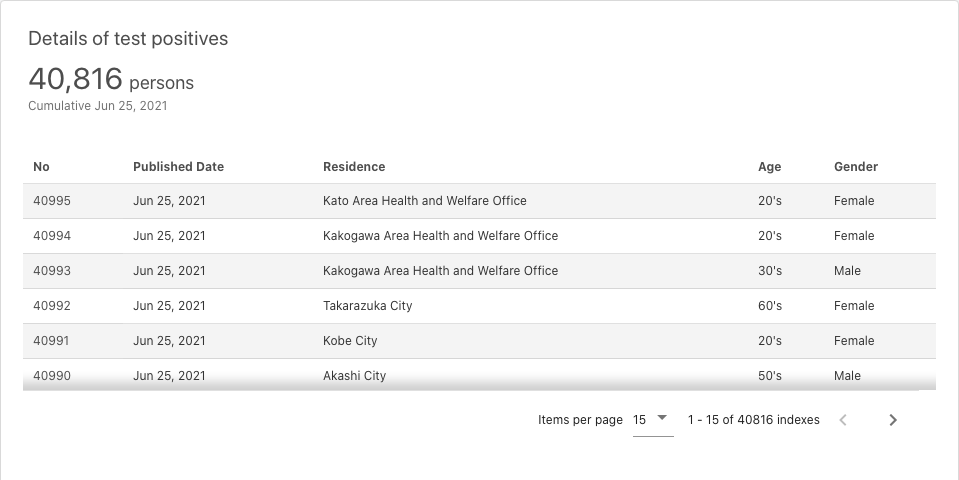 Details of test positives
40,816 persons
Cumulative Jun 25, 2021
No Published Date Residence Age Gender
40995 Jun 25, 2021 Kato Area Health and Welfare Office 20's Female
40994 Jun 25, 2021 Kakogawa Area Health and Welfare Office 20's Female
40993 Jun 25, 2021 Kakogawa Area Health and Welfare Office 30's Male
40992 Jun 25, 2021 Takarazuka City 60's Female
40991 Jun 25, 2021 Kobe City 20's Female
40990 Jun 25, 2021 Akashi City 50's Male
Items per page 15 1 - 15 of 40816 indexes